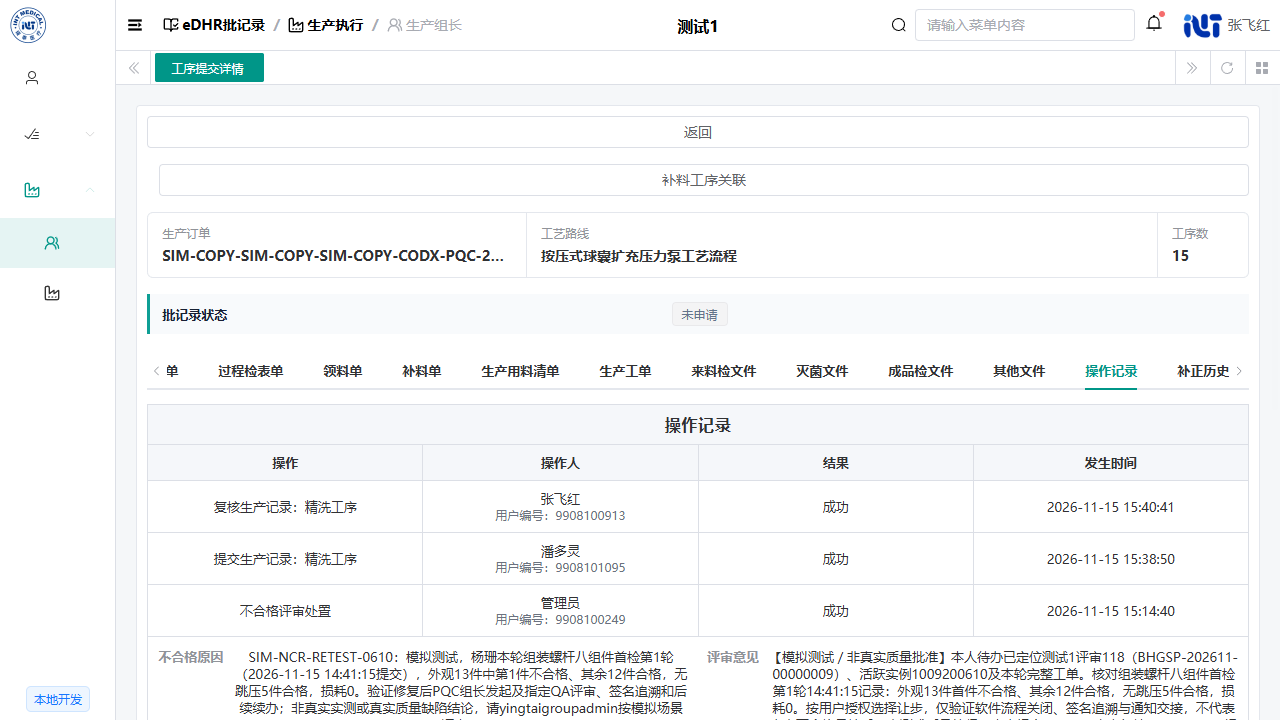 eDHR批记录 / 生产执行 / 生产组长
测试1
请输入菜单内容
张飞红
工序提交详情
返回
补料工序关联
生产订单
SIM-COPY-SIM-COPY-SIM-COPY-CODX-PQC-2...
工艺路线
按压式球囊扩充压力泵工艺流程
工序数
15
批记录状态
未申请
单 过程检表单 领料单 补料单 生产用料清单 生产工单 来料检文件 灭菌文件 成品检文件 其他文件 操作记录 补正历史
操作记录
操作 操作人 结果 发生时间
复核生产记录：精洗工序 张飞红 成功 2026-11-15 15:40:41
用户编号：9908100913
提交生产记录：精洗工序 潘多灵 成功 2026-11-15 15:38:50
用户编号：9908101095
不合格评审处置 管理员 成功 2026-11-15 15:14:40
用户编号：9908100249
不合格原因
SIM-NCR-RETEST-0610：模拟测试，杨珊本轮组装螺杆八组件首检第1轮
（2026-11-15 14:41:15提交），外观13件中第1件不合格、其余12件合格，无
跳压5件合格，损耗0。验证修复后PQC组长发起及指定QA评审、签名追溯和后
续续办；非真实实测或真实质量缺陷结论，请yingtaigroupadmin按模拟场景
评审意见
【模拟测试 / 非真实质量批准】本人待办已定位测试1评审118（BHGSP-202611-
00000009）、活跃实例1009200610及本轮完整工单。核对组装螺杆八组件首检
第1轮14:41:15记录：外观13件首件不合格、其余12件合格，无跳压5件合格，损
耗0。按用户授权选择让步，仅验证软件流程关闭、签名追溯与通知交接，不代表
本地开发